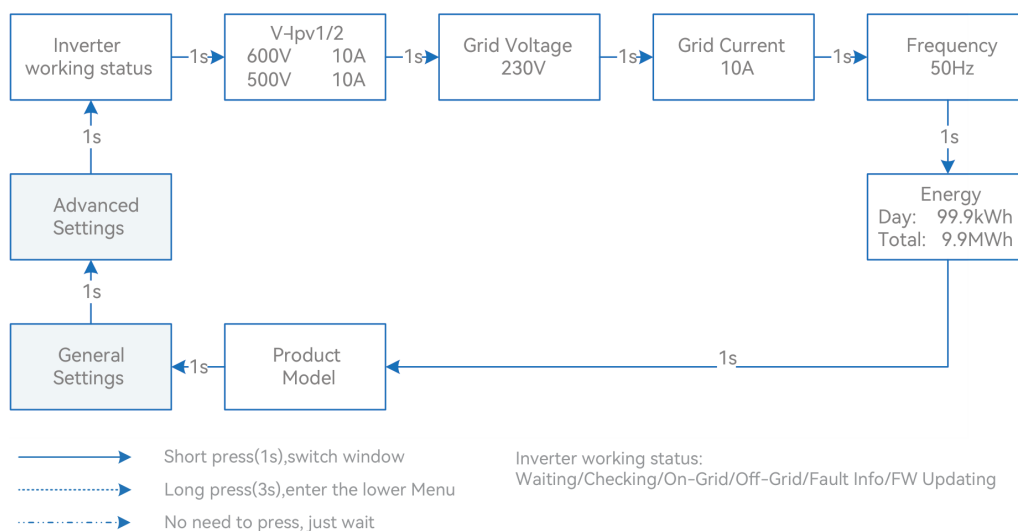 Inverter
working status
1s
V-Ipv1/2
600V 10A
500V 10A
1s
Grid Voltage
230V
1s
Grid Current
10A
1s
Frequency
50Hz
1s
1s
Advanced
Settings
Energy
Day: 99.9kWh
Total: 9.9MWh
1s
General
Settings
1s
Product
Model
1s
Short press(1s),switch window
Long press(3s),enter the lower Menu
No need to press, just wait
Inverter working status:
Waiting/Checking/On-Grid/Off-Grid/Fault Info/FW Updating